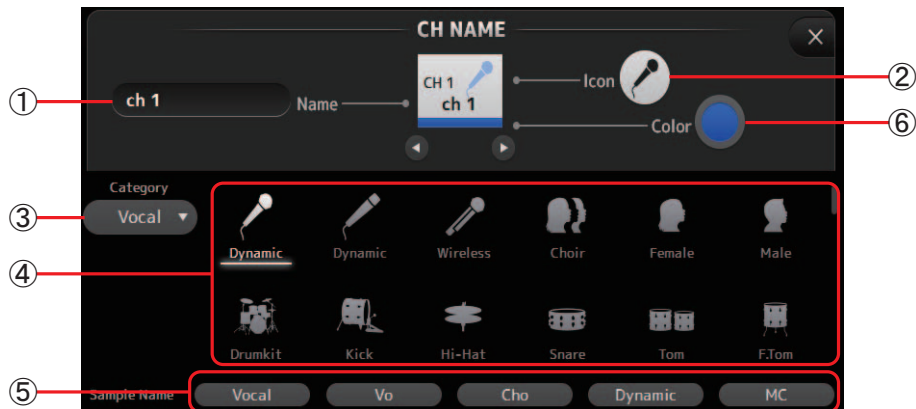 CH NAME
① ch 1 Name CH 1 Icon ②
ch 1 Color ⑥
Category
③ Vocal
④ Dynamic Dynamic Wireless Choir Female Male
Drumkit Kick Hi-Hat Snare Tom F.Tom
⑤ Sample Name Vocal Vo Cho Dynamic MC